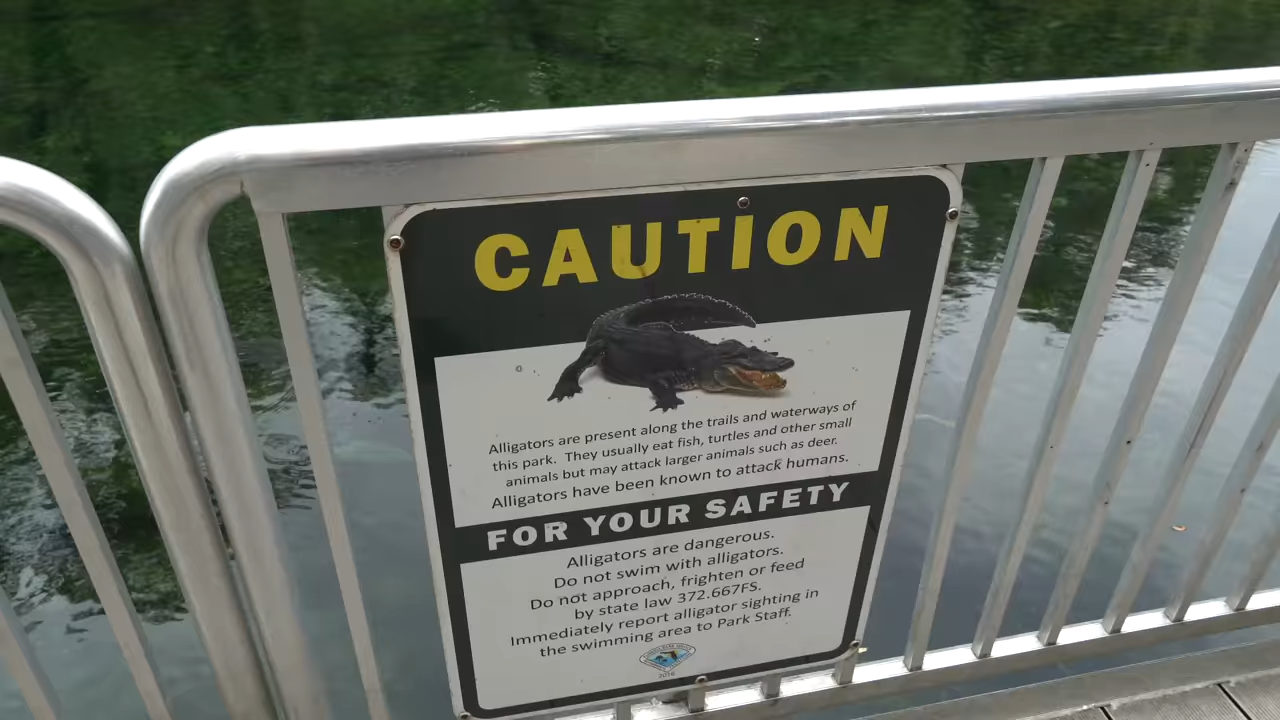 CAUTION
Alligators are present along the trails and waterways of
this park. They usually eat fish, turtles and other small
animals but may attack larger animals such as deer.
Alligators have been known to attack humans.
FOR YOUR SAFETY
Alligators are dangerous.
Do not swim with alligators.
Do not approach, frighten or feed
by state law 372.667FS.
Immediately report alligator sighting in
the swimming area to Park Staff.
2016